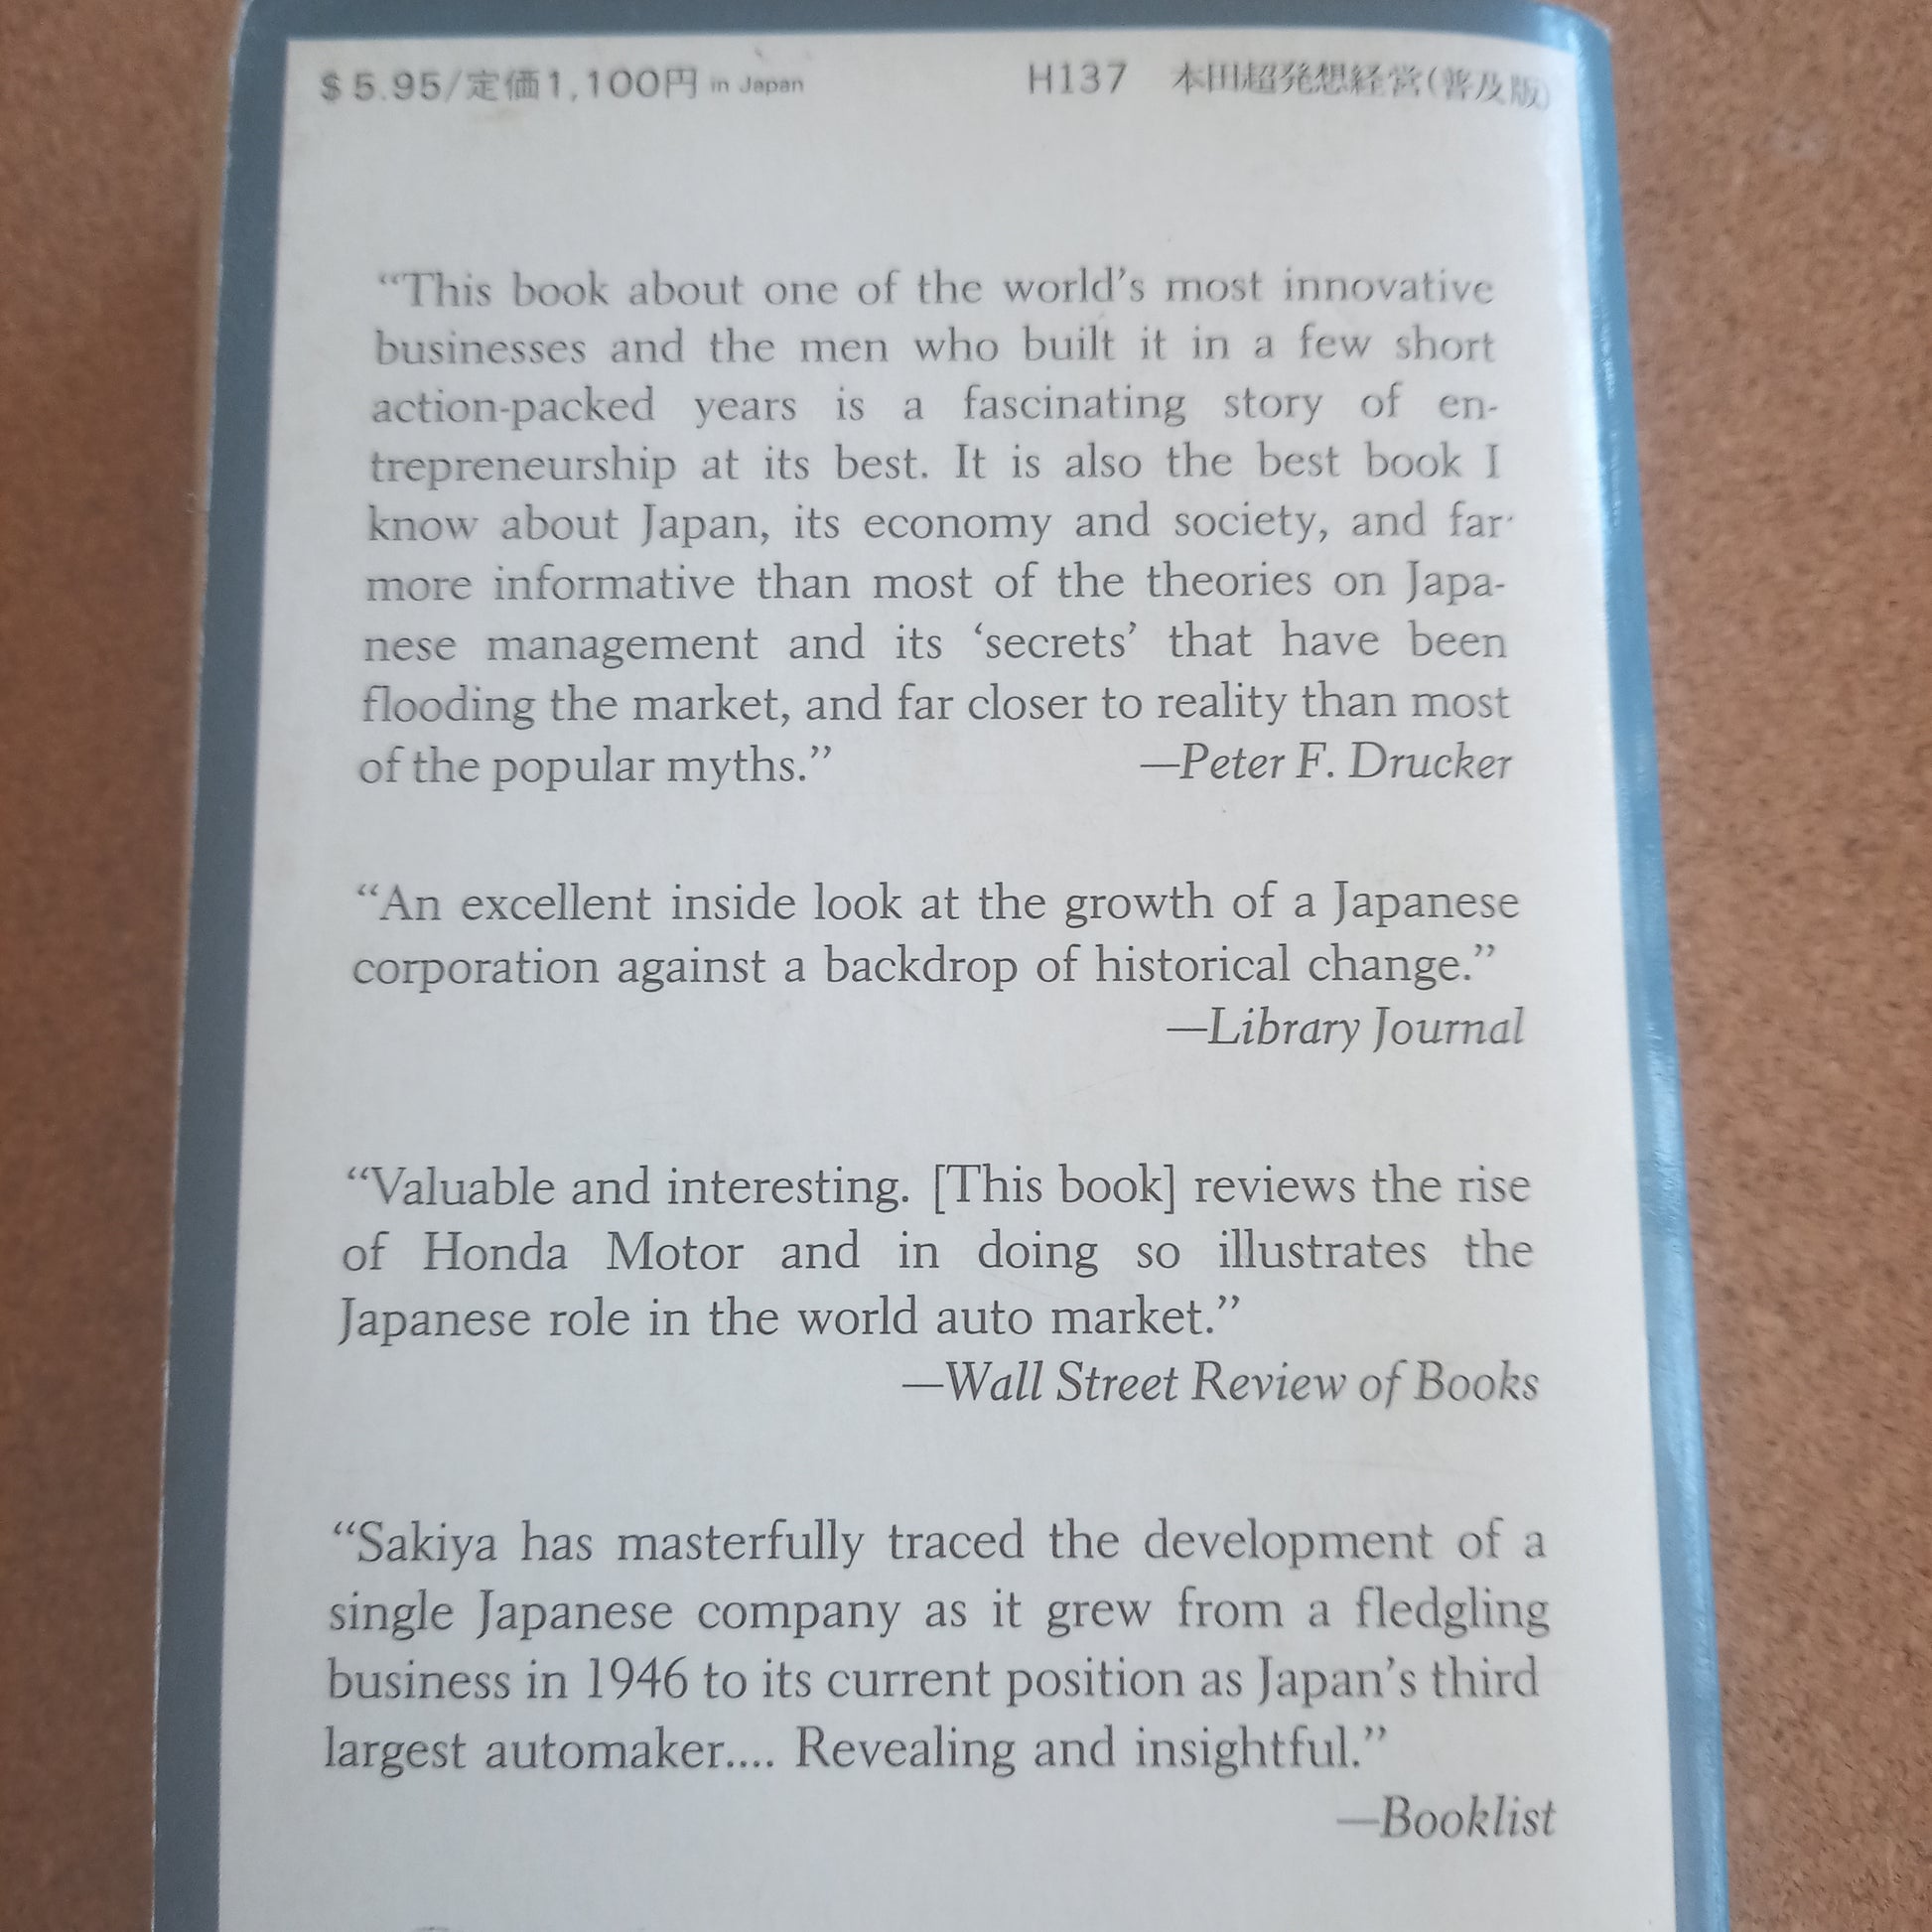 $5.95/定価1,100円 in Japan H137 本田超発想経営(普及版)
“This book about one of the world’s most innovative
businesses and the men who built it in a few short
action-packed years is a fascinating story of en-
trepreneurship at its best. It is also the best book I
know about Japan, its economy and society, and far
more informative than most of the theories on Japa-
nese management and its ‘secrets’ that have been
flooding the market, and far closer to reality than most
of the popular myths.” —Peter F. Drucker
“An excellent inside look at the growth of a Japanese
corporation against a backdrop of historical change.”
—Library Journal
“Valuable and interesting. [This book] reviews the rise
of Honda Motor and in doing so illustrates the
Japanese role in the world auto market.”
—Wall Street Review of Books
“Sakiya has masterfully traced the development of a
single Japanese company as it grew from a fledgling
business in 1946 to its current position as Japan’s third
largest automaker.... Revealing and insightful.”
—Booklist